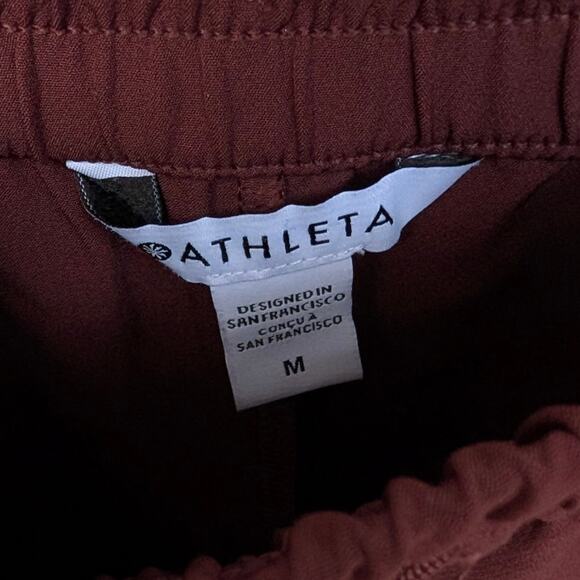 ATHLETA
DESIGNED IN
SAN FRANCISCO
CONÇU À
SAN FRANCISCO
M